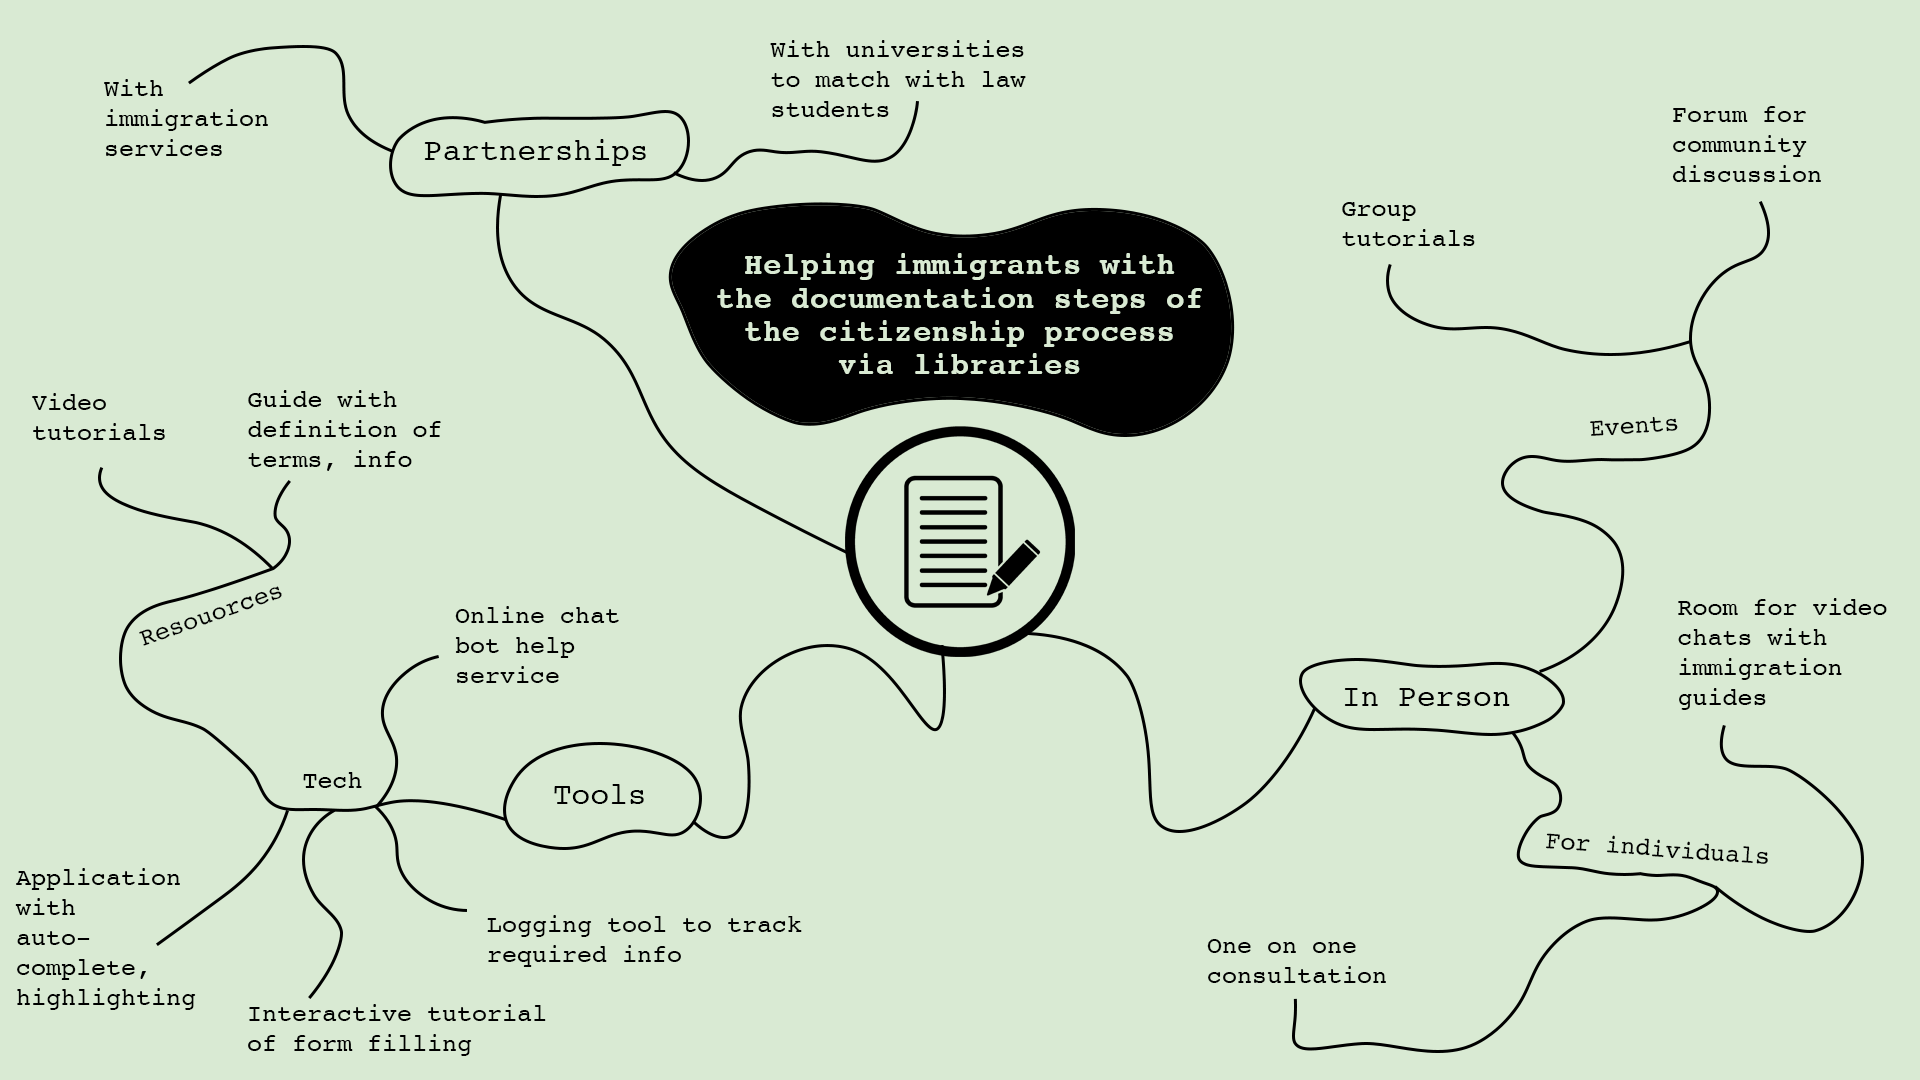 With universities
to match with law
students
With
immigration
services
Partnerships
Forum for
community
discussion
Group
tutorials
Helping immigrants with
the documentation steps of
the citizenship process
via libraries
Video
tutorials
Guide with
definition of
terms, info
Events
Resouorces
Online chat
bot help
service
Room for video
chats with
immigration
guides
In Person
Tech
Tools
For individuals
Application
with
auto-
complete,
highlighting
Logging tool to track
required info
One on one
consultation
Interactive tutorial
of form filling